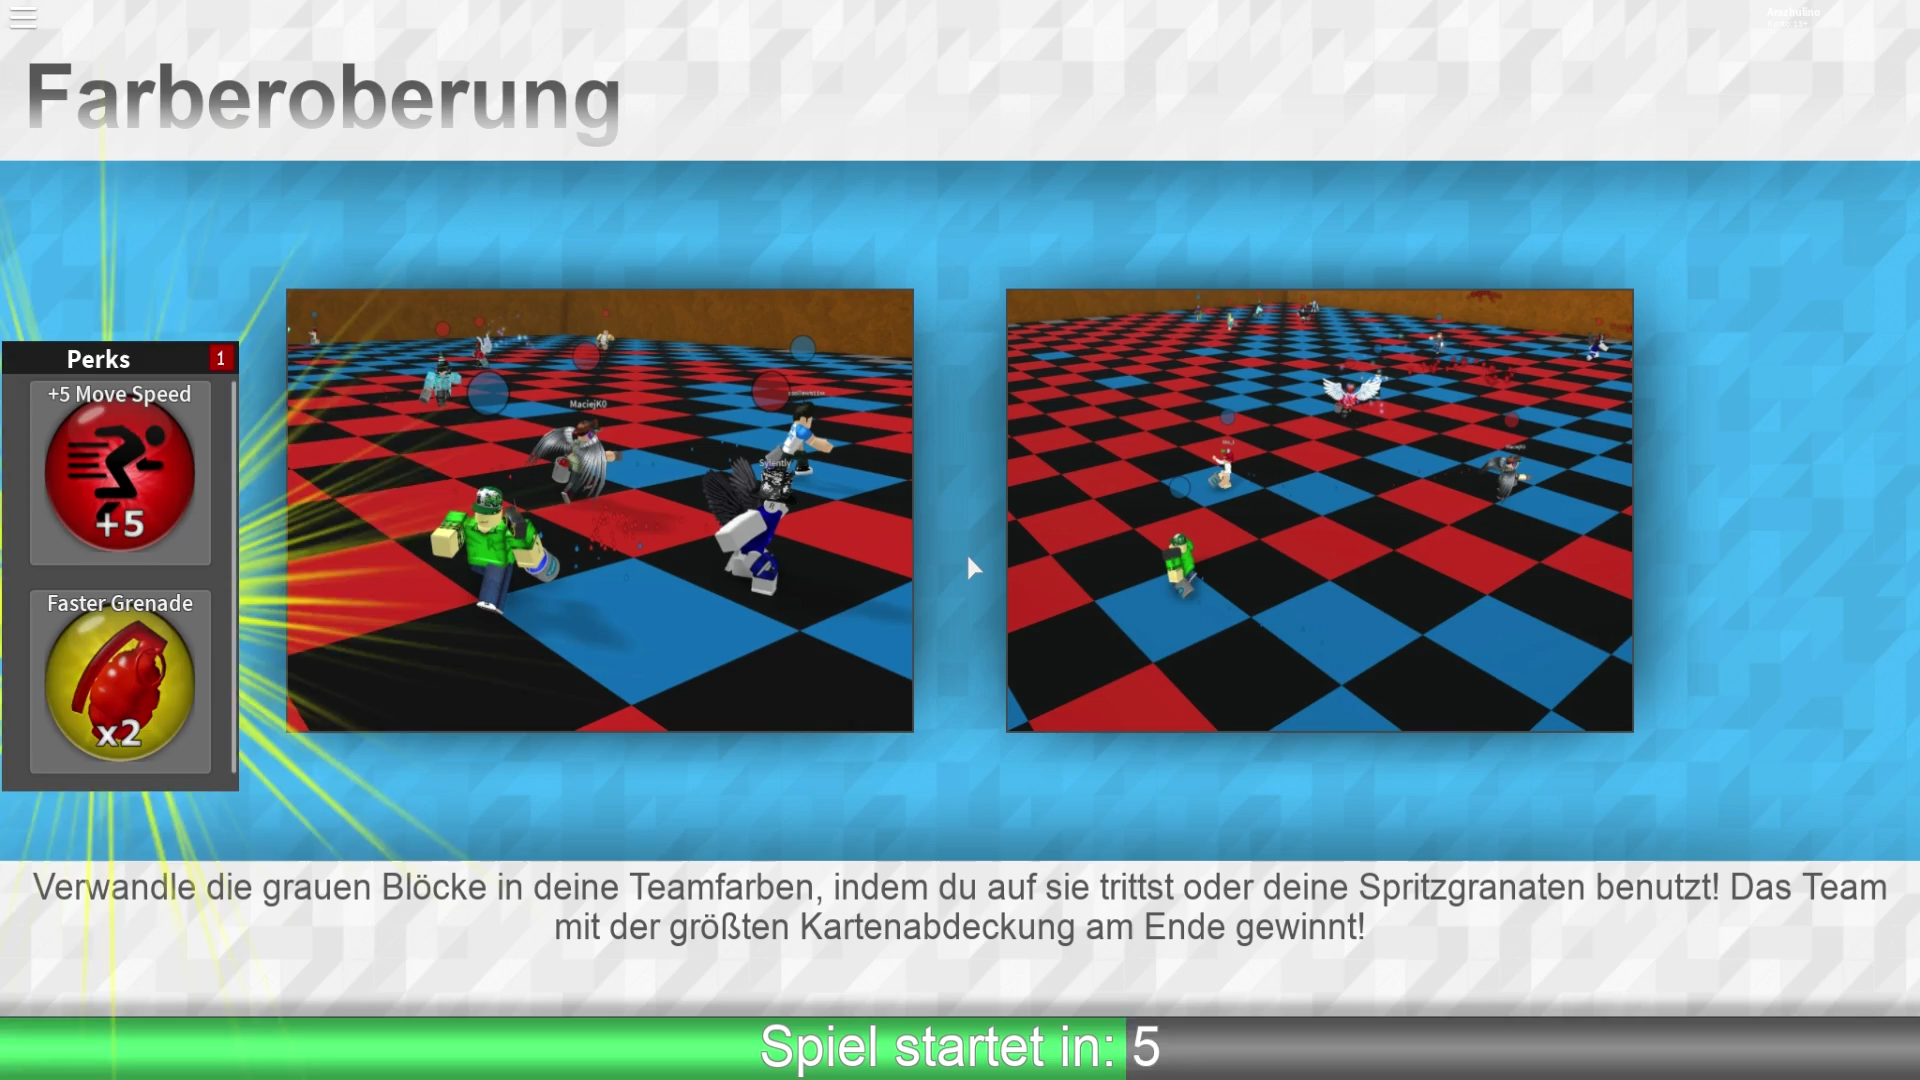 Farberoberung
Perks 1
+5 Move Speed
+5
Faster Grenade
x2
MaciejK0
Sylently
Verwandle die grauen Blöcke in deine Teamfarben, indem du auf sie trittst oder deine Spritzgranaten benutzt! Das Team
mit der größten Kartenabdeckung am Ende gewinnt!
Spiel startet in: 5